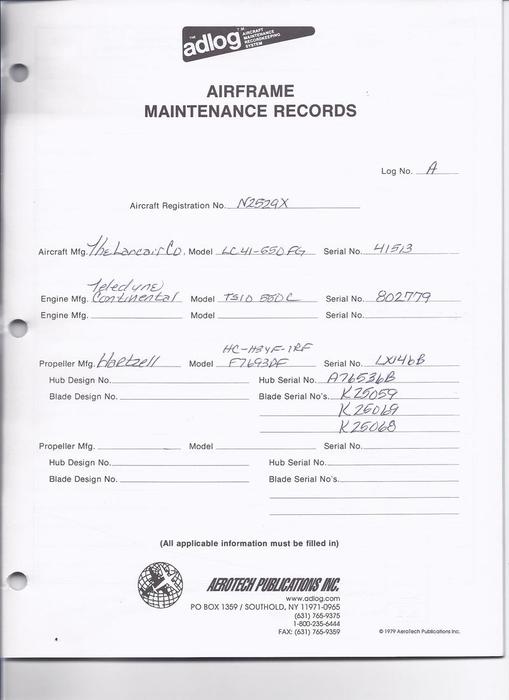 THE adlog™ AIRCRAFT MAINTENANCE RECORDKEEPING SYSTEM
AIRFRAME
MAINTENANCE RECORDS
Log No. A
Aircraft Registration No. N2529X
Aircraft Mfg. The Lancair Co. Model LC41-550FG Serial No. 41513
Engine Mfg. Teledyne Continental Model TSIO 550C Serial No. 802779
Engine Mfg. Model Serial No.
Propeller Mfg. Hartzell Model HC-H3YF-1RF F7693DF Serial No.
Hub Design No. Hub Serial No. A76536B
Blade Design No. Blade Serial No's. K25059
K25069
K25068
Propeller Mfg. Model Serial No.
Hub Design No. Hub Serial No.
Blade Design No. Blade Serial No's.
(All applicable information must be filled in)
AEROTECH PUBLICATIONS INC.
www.adlog.com
PO BOX 1359 / SOUTHOLD, NY 11971-0965
(631) 765-9375
1-800-235-6444
FAX: (631) 765-9359
© 1979 AeroTech Publications Inc.